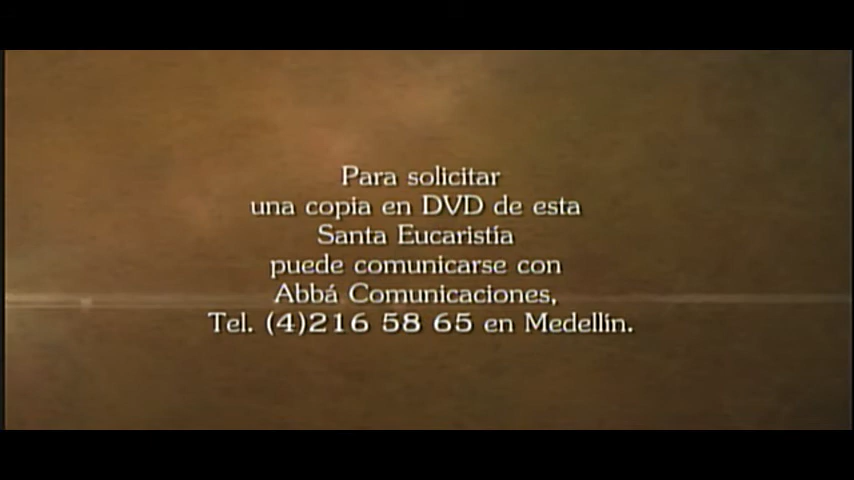 Para solicitar
una copia en DVD de esta
Santa Eucaristía
puede comunicarse con
Abbá Comunicaciones,
Tel. (4)216 58 65 en Medellín.